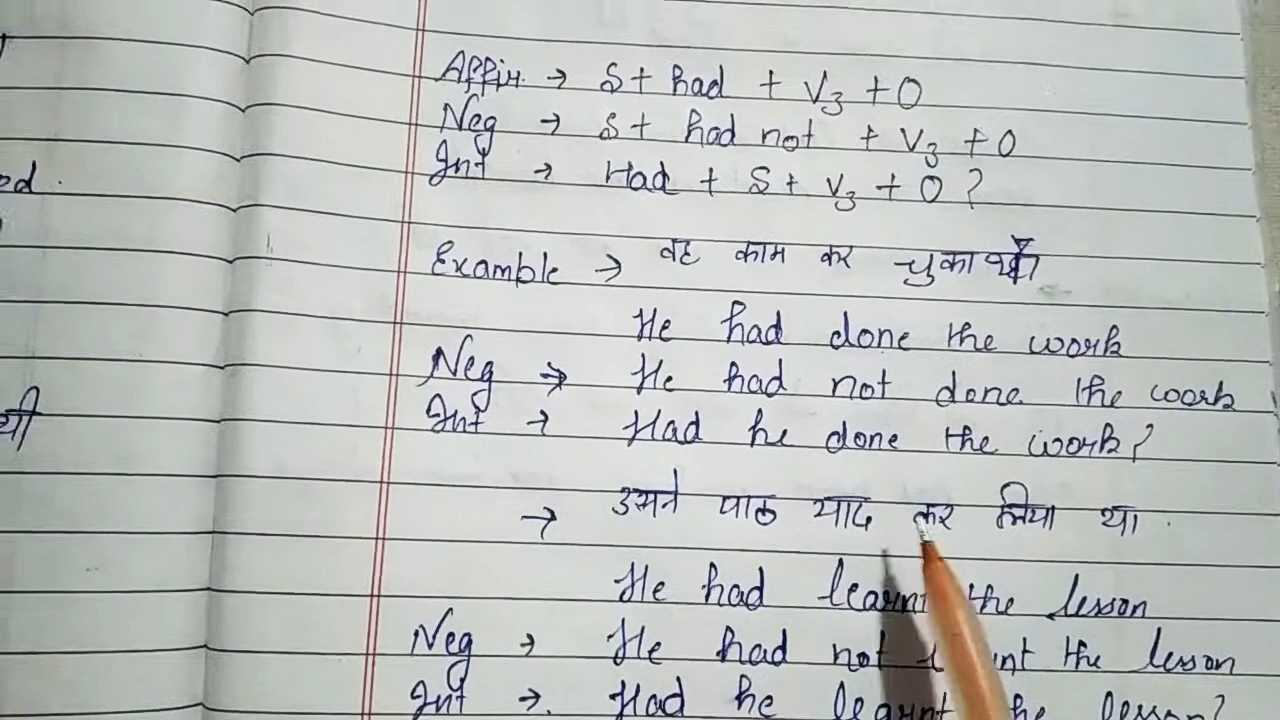 ed.
थी
Affir. → S + had + V3 + O
Neg → S + had not + V3 + O
Int → Had + S + V3 + O ?
Examble → वह काम कर चुका था
He had done the work
Neg → He had not done the work
Int → Had he done the work?
→ उसने पाठ याद कर लिया था.
He had learnt the lesson
Neg → He had not the lesson
Int → Had he learnt the lesson?